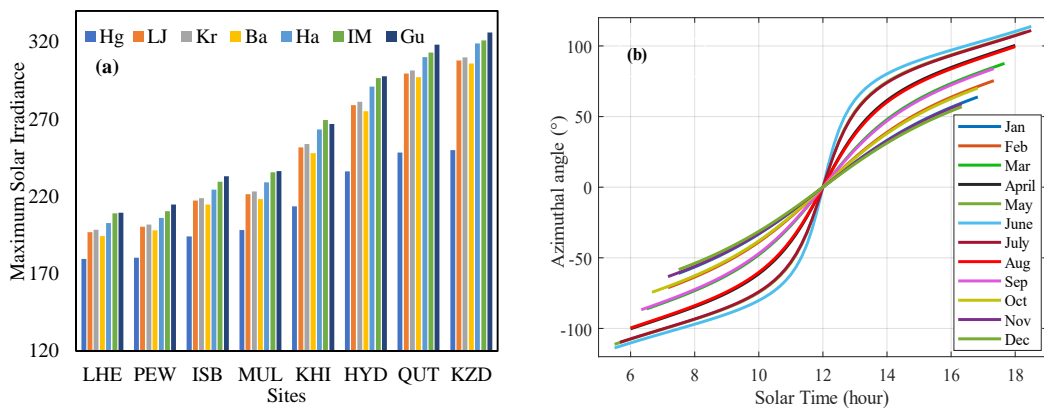 Hg LJ Kr Ba Ha IM Gu
(a)
Maximum Solar Irradiance
320
270
220
170
120
LHE PEW ISB MUL KHI HYD QUT KZD
Sites
(b)
Azimuthal angle (°)
100
50
0
-50
-100
Jan
Feb
Mar
April
May
June
July
Aug
Sep
Oct
Nov
Dec
6 8 10 12 14 16 18
Solar Time (hour)